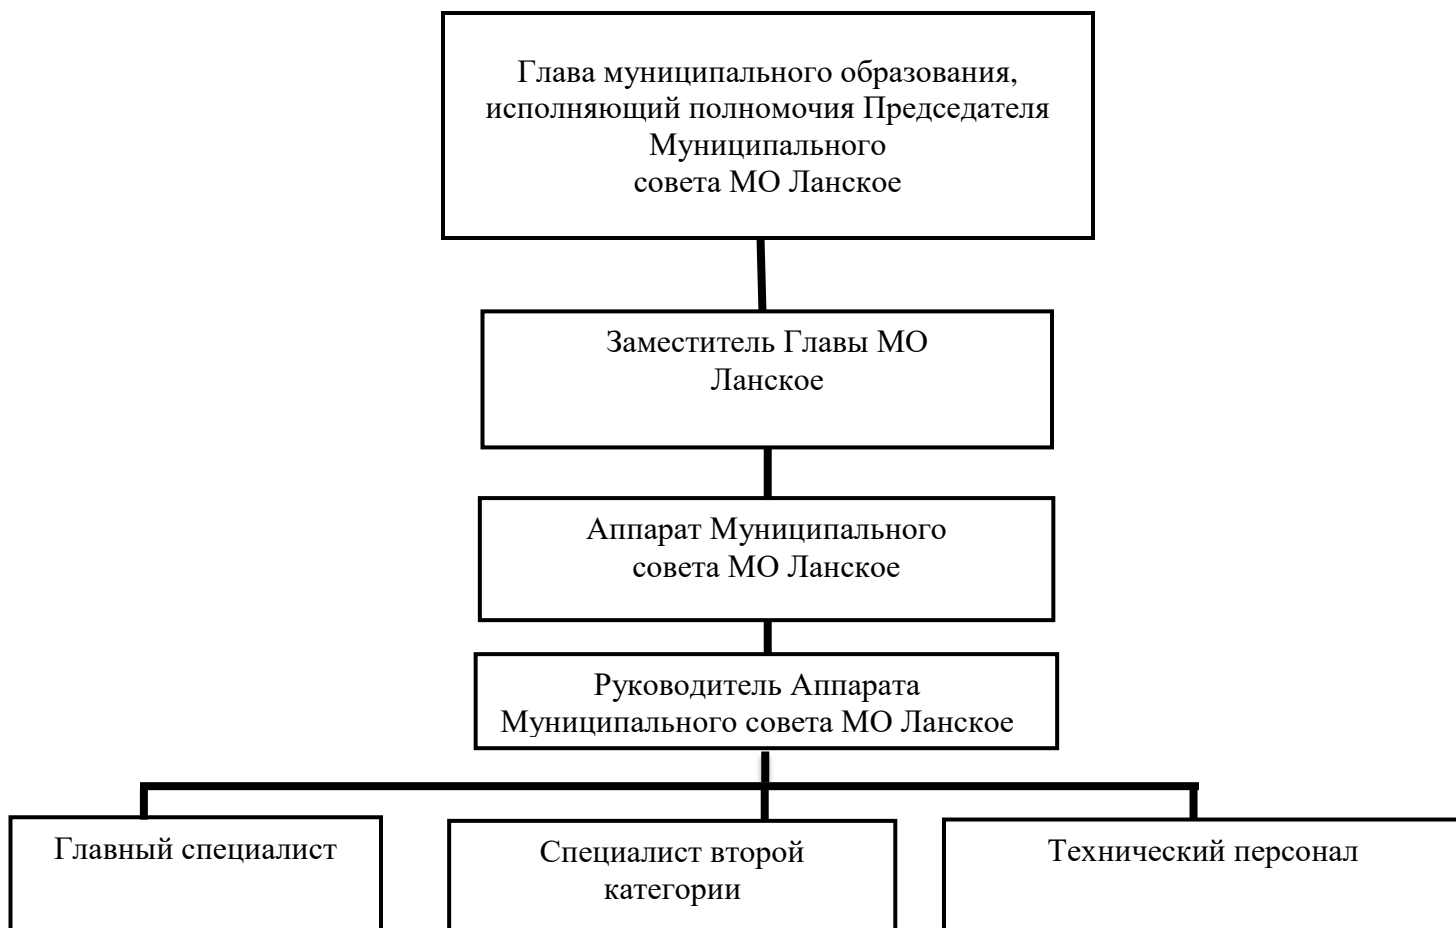 Глава муниципального образования,
исполняющий полномочия Председателя
Муниципального
совета МО Ланское
Заместитель Главы МО
Ланское
Аппарат Муниципального
совета МО Ланское
Руководитель Аппарата
Муниципального совета МО Ланское
Главный специалист
Специалист второй
категории
Технический персонал